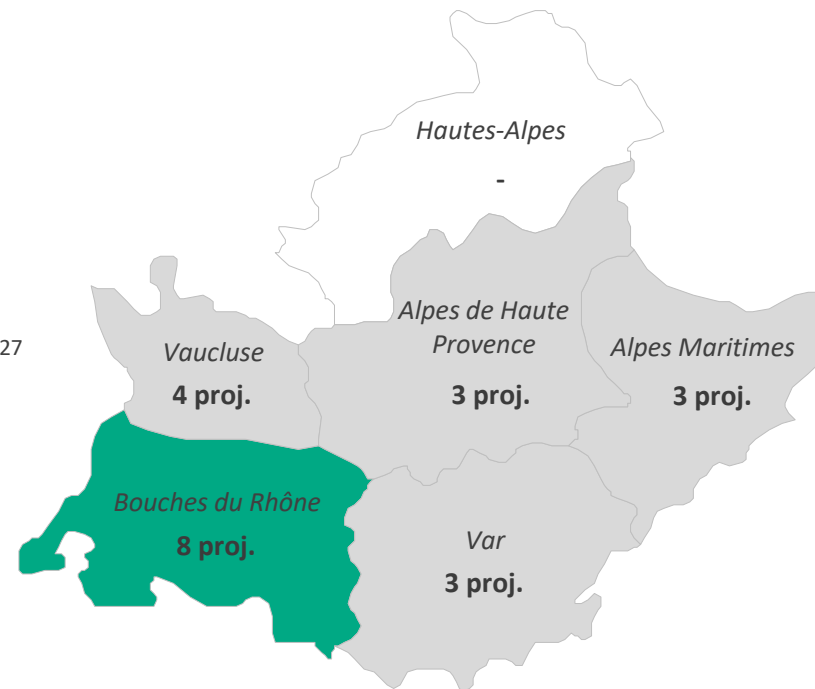 Hautes-Alpes
-
Alpes de Haute
Provence
3 proj.
Alpes Maritimes
3 proj.
27
Vaucluse
4 proj.
Bouches du Rhône
8 proj.
Var
3 proj.